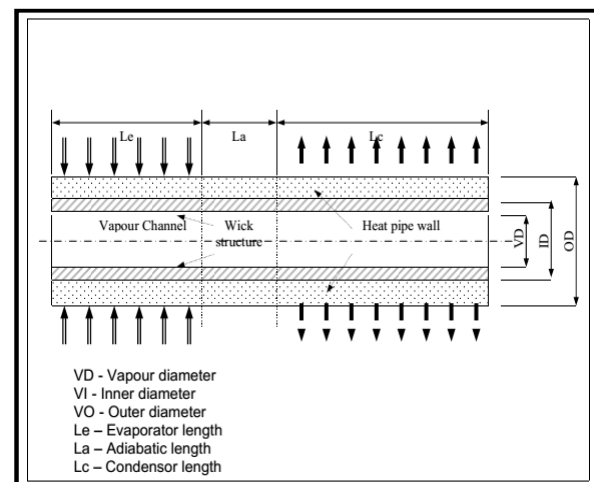 Le La Lc
Vapour Channel Wick structure Heat pipe wall
VD ID OD
VD - Vapour diameter
VI - Inner diameter
VO - Outer diameter
Le – Evaporator length
La – Adiabatic length
Lc – Condensor length